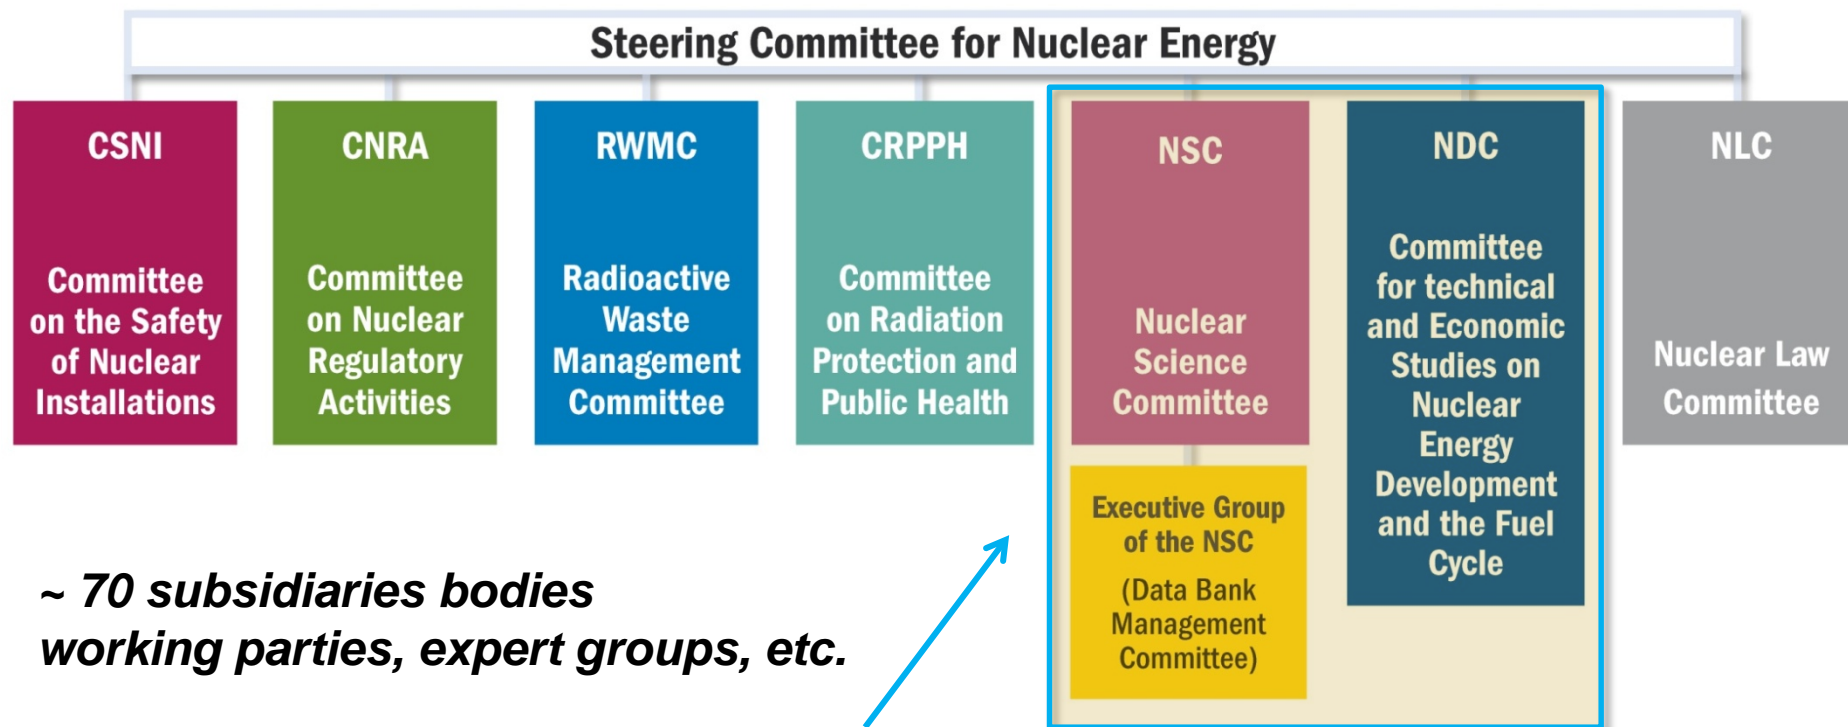 Steering Committee for Nuclear Energy
CSNI
Committee
on the Safety
of Nuclear
Installations
CNRA
Committee
on Nuclear
Regulatory
Activities
RWMC
Radioactive
Waste
Management
Committee
CRPPH
Committee
on Radiation
Protection and
Public Health
NSC
Nuclear
Science
Committee
Executive Group
of the NSC
(Data Bank
Management
Committee)
NDC
Committee
for technical
and Economic
Studies on
Nuclear
Energy
Development
and the Fuel
Cycle
NLC
Nuclear Law
Committee
~ 70 subsidiaries bodies
working parties, expert groups, etc.